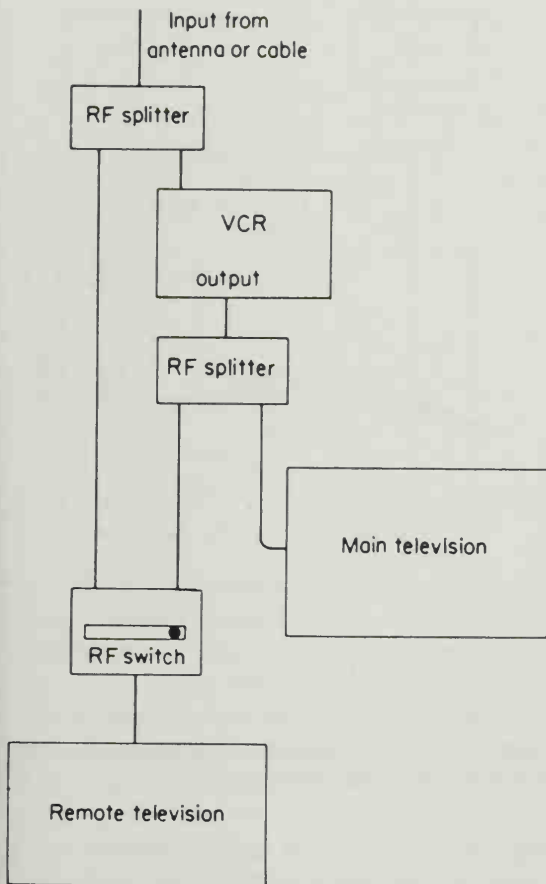 Input from
antenna or cable
RF splitter
VCR
output
RF splitter
Main television
RF switch
Remote television